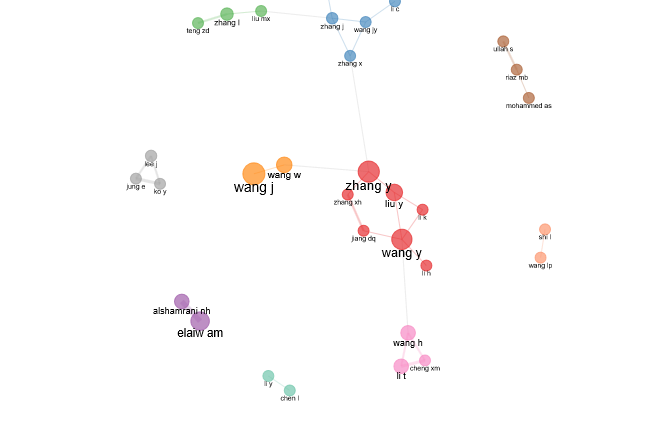 li c
liu mx
zhang l
teng zd
zhang j
wang jy
zhang x
ullah s
riaz mb
mohammed as
lee j
jung e
ko y
wang w
wang j
zhang y
zhang xh
liu y
li k
jiang dq
wang y
li h
shi l
wang lp
alshamrani nh
elaiw am
wang h
cheng xm
li t
li y
chen l